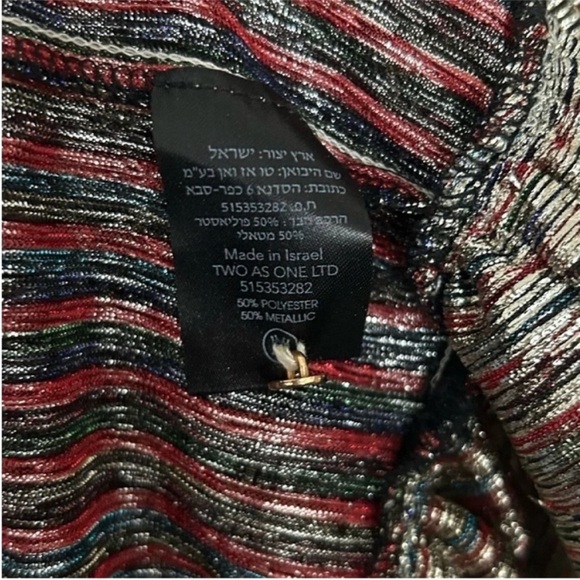 ארץ יצור: ישראל
שם היבואן: טו אז וואן בע"מ
כתובת: הסדנא 6 כפר-סבא
ח.פ: 515353282
הרכב הבד: 50% פוליאסטר
50% מטאלי
Made in Israel
TWO AS ONE LTD
515353282
50% POLYESTER
50% METALLIC